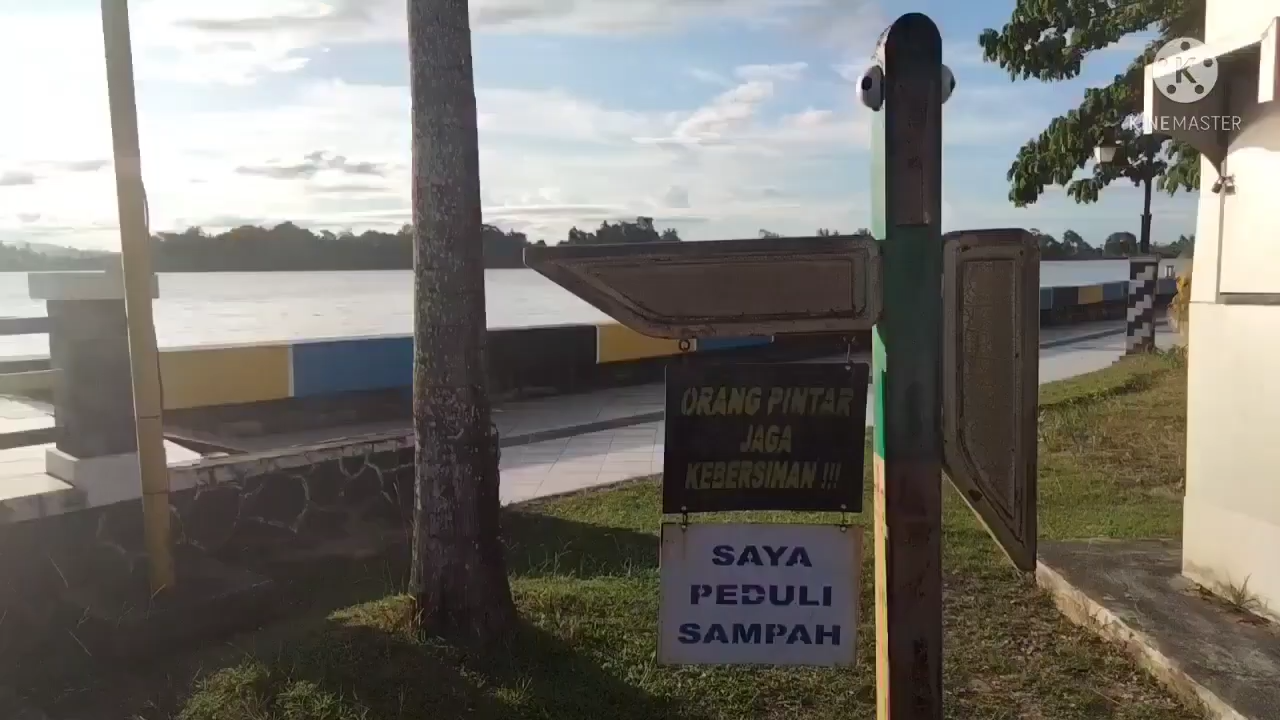 K
KINEMASTER
ORANG PINTAR
JAGA
KEBERSIHAN !!!
SAYA
PEDULI
SAMPAH